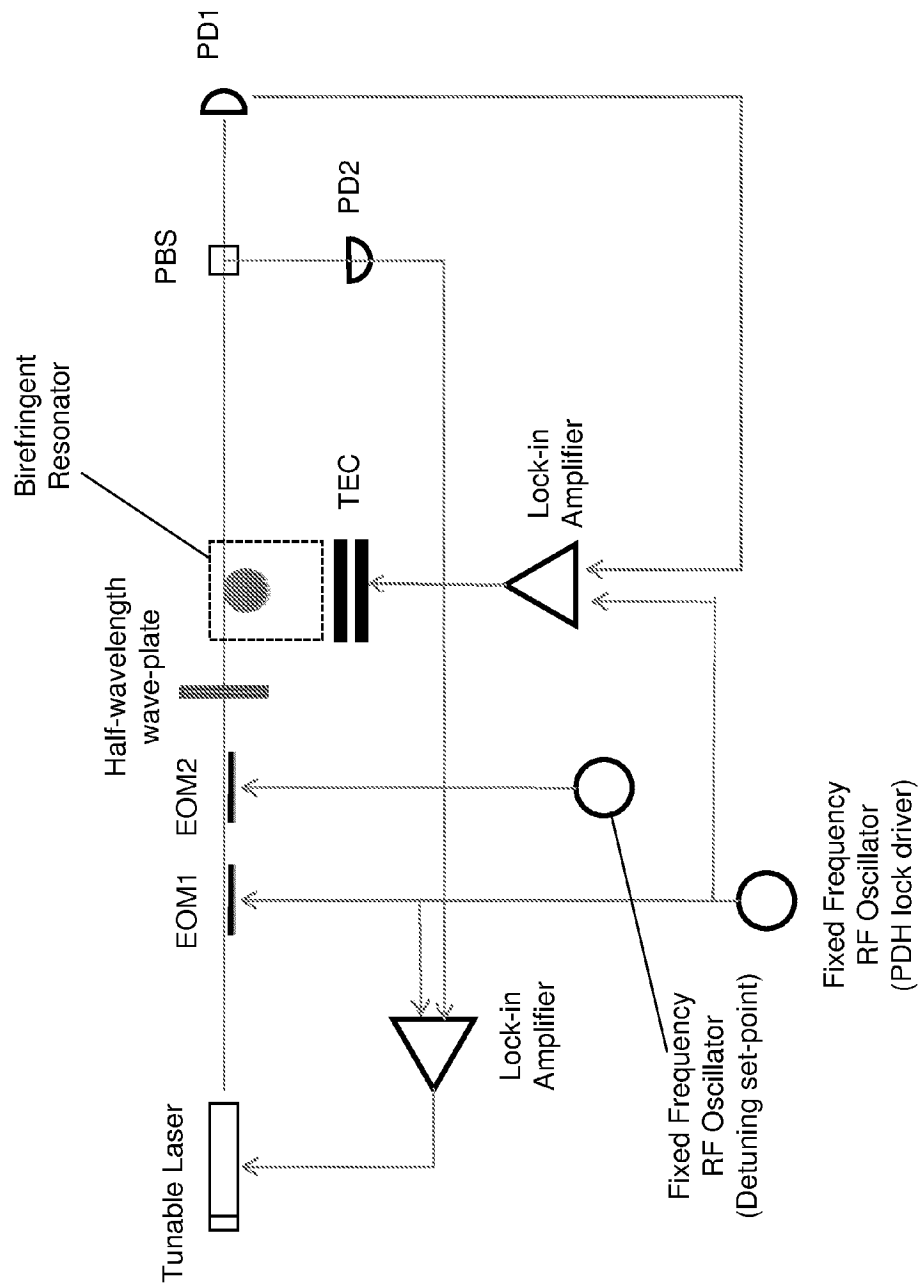 Tunable Laser
EOM1
EOM2
Half-wavelength
wave-plate
Birefringent
Resonator
PBS
PD1
PD2
TEC
Lock-in
Amplifier
Lock-in
Amplifier
Fixed Frequency
RF Oscillator
(Detuning set-point)
Fixed Frequency
RF Oscillator
(PDH lock driver)